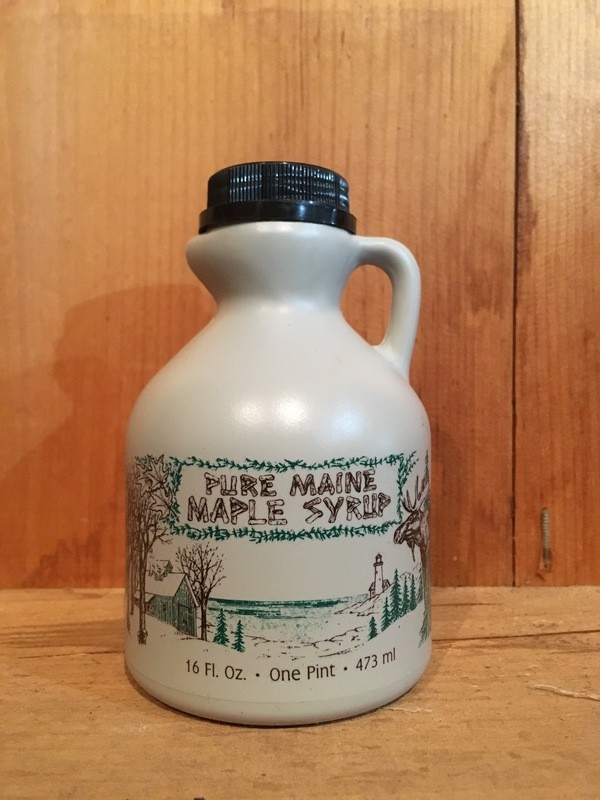 PURE MAINE
MAPLE SYRUP
16 Fl. Oz. • One Pint • 473 ml